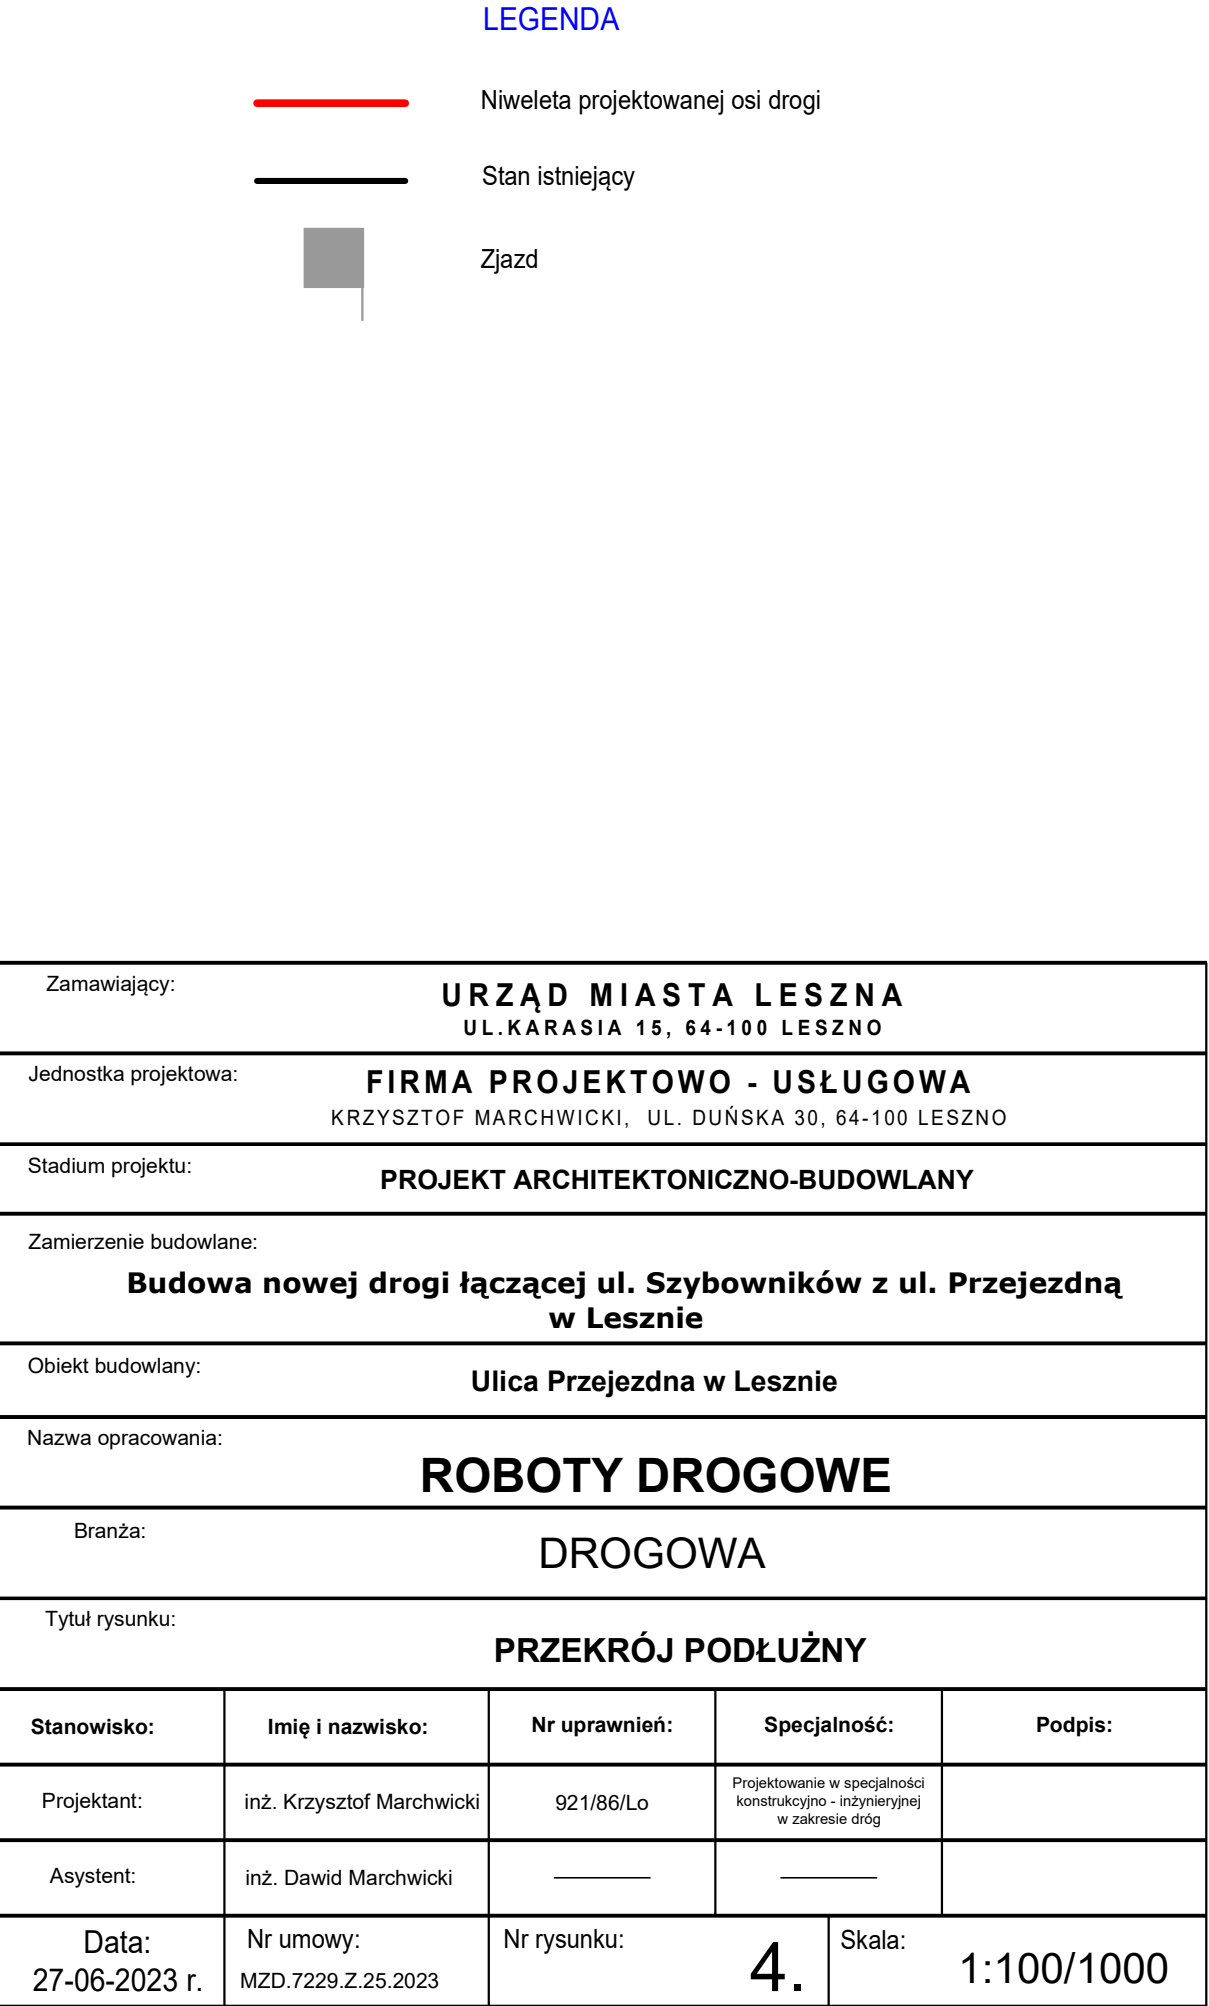 LEGENDA
Niweleta projektowanej osi drogi
Stan istniejący
Zjazd
Zamawiający:
URZĄD MIASTA LESZNA
UL.KARASIA 15, 64-100 LESZNO
Jednostka projektowa:
FIRMA PROJEKTOWO - USŁUGOWA
KRZYSZTOF MARCHWICKI, UL. DUŃSKA 30, 64-100 LESZNO
Stadium projektu:
PROJEKT ARCHITEKTONICZNO-BUDOWLANY
Zamierzenie budowlane:
Budowa nowej drogi łączącej ul. Szybowników z ul. Przejezdną
w Lesznie
Obiekt budowlany:
Ulica Przejezdna w Lesznie
Nazwa opracowania:
ROBOTY DROGOWE
Branża:
DROGOWA
Tytuł rysunku:
PRZEKRÓJ PODŁUŻNY
Stanowisko: Imię i nazwisko: Nr uprawnień: Specjalność: Podpis:
Projektant: inż. Krzysztof Marchwicki 921/86/Lo
Projektowanie w specjalności
konstrukcyjno - inżynieryjnej
w zakresie dróg
Asystent: inż. Dawid Marchwicki
Data:
27-06-2023 r.
Nr umowy:
MZD.7229.Z.25.2023
Nr rysunku:
4.
Skala:
1:100/1000